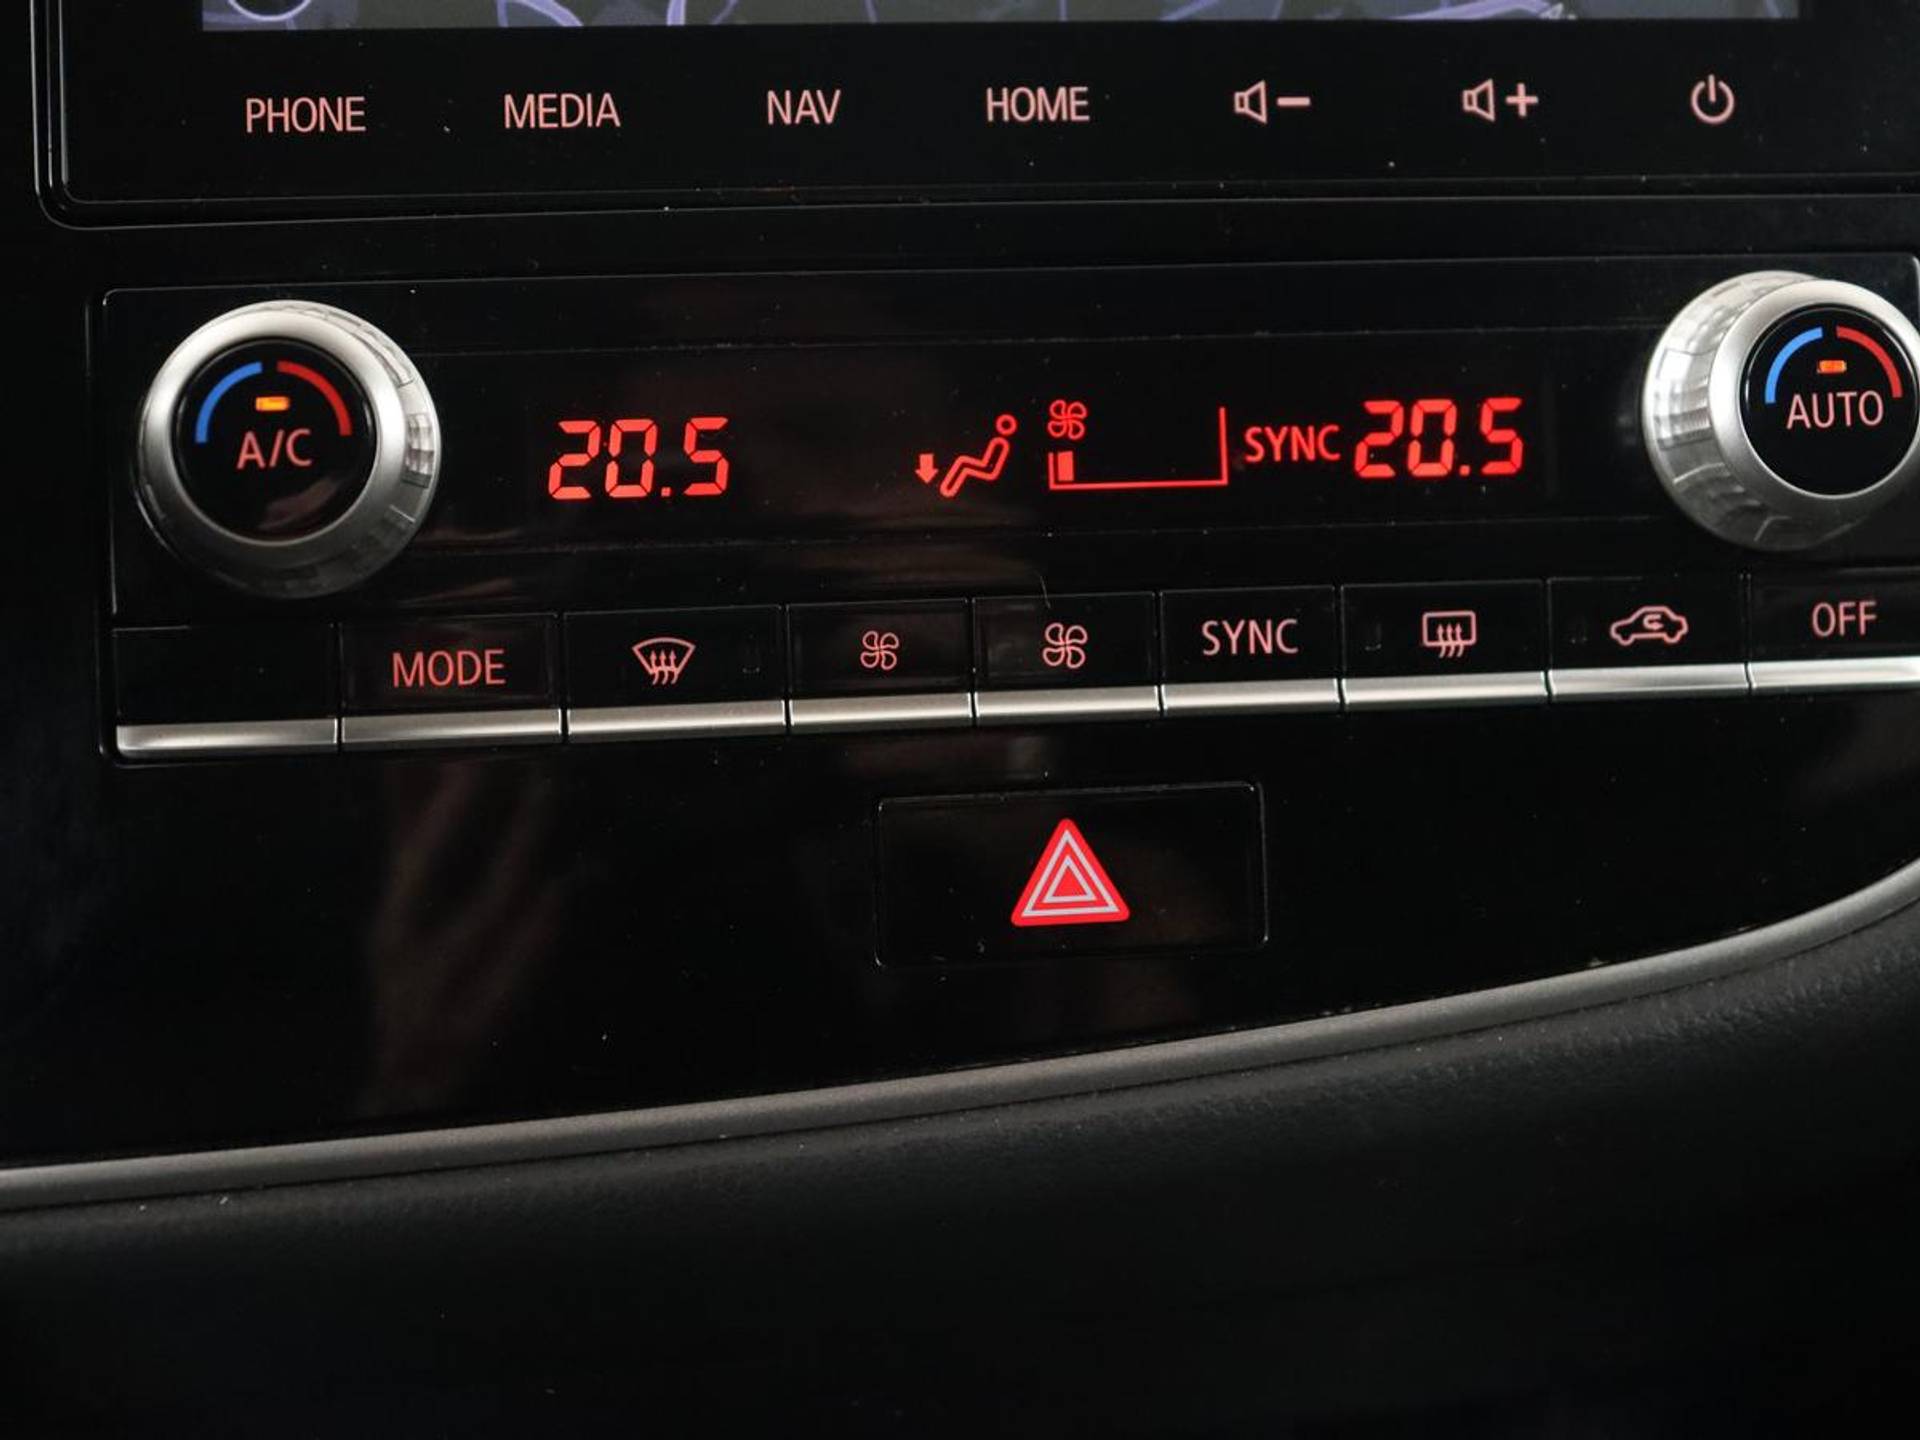 PHONE MEDIA NAV HOME
A/C 20.5 SYNC 20.5 AUTO
MODE SYNC OFF